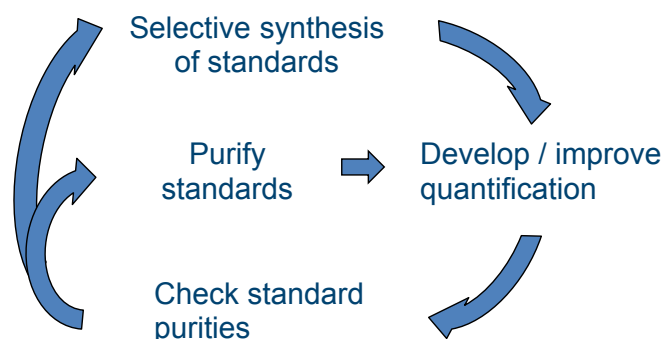 Selective synthesis
of standards
Purify
standards
Develop / improve
quantification
Check standard
purities